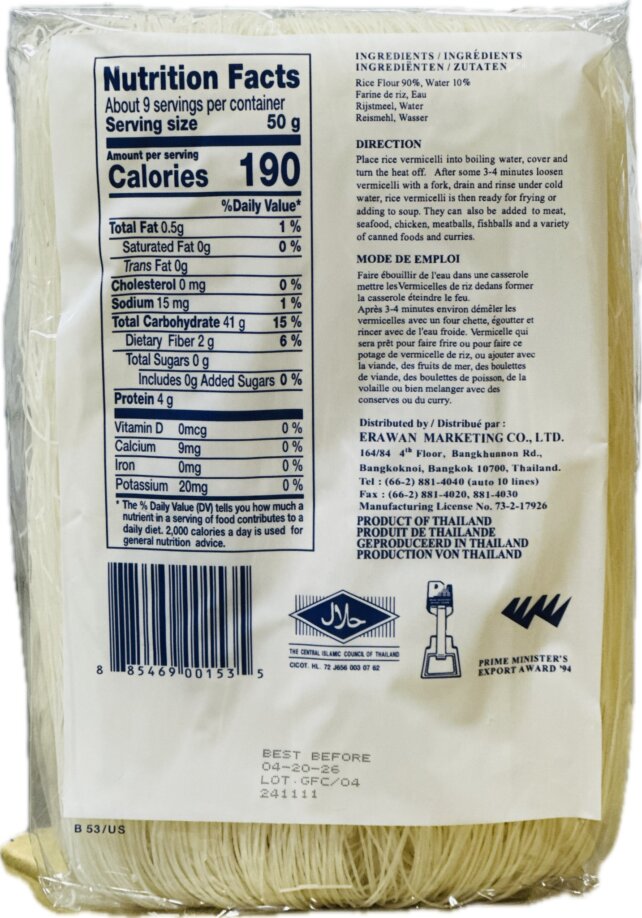 Nutrition Facts
About 9 servings per container
Serving size 50 g
Amount per serving
Calories 190
%Daily Value*
Total Fat 0.5g 1 %
Saturated Fat 0g 0 %
Trans Fat 0g
Cholesterol 0 mg 0 %
Sodium 15 mg 1 %
Total Carbohydrate 41 g 15 %
Dietary Fiber 2 g 6 %
Total Sugars 0 g
Includes 0g Added Sugars 0 %
Protein 4 g
Vitamin D 0mcg 0 %
Calcium 9mg 0 %
Iron 0mg 0 %
Potassium 20mg 0 %
* The % Daily Value (DV) tells you how much a
nutrient in a serving of food contributes to a
daily diet. 2,000 calories a day is used for
general nutrition advice.
INGREDIENTS / INGRÉDIENTS
INGREDIËNTEN / ZUTATEN
Rice Flour 90%, Water 10%
Farine de riz, Eau
Rijstmeel, Water
Reismehl, Wasser
DIRECTION
Place rice vermicelli into boiling water, cover and
turn the heat off. After some 3-4 minutes loosen
vermicelli with a fork, drain and rinse under cold
water, rice vermicelli is then ready for frying or
adding to soup. They can also be added to meat,
seafood, chicken, meatballs, fishballs and a variety
of canned foods and curries.
MODE DE EMPLOI
Faire ébouillir de l'eau dans une casserole
mettre les Vermicelles de riz dedans former
la casserole éteindre le feu.
Après 3-4 minutes environ démêler les
vermicelles avec un four chette, égoutter et
rincer avec de l'eau froide. Vermicelle qui
sera prêt pour faire frire ou pour faire ce
potage de vermicelle de riz, ou ajouter avec
la viande, des fruits de mer, des boulettes
de viande, des boulettes de poisson, de la
volaille ou bien melanger avec des
conserves ou du curry.
Distributed by / Distribué par :
ERAWAN MARKETING CO., LTD.
164/84 4th Floor, Bangkhunnon Rd.,
Bangkoknoi, Bangkok 10700, Thailand.
Tel : (66-2) 881-4040 (auto 10 lines)
Fax : (66-2) 881-4020, 881-4030
Manufacturing License No. 73-2-17926
PRODUCT OF THAILAND
PRODUIT DE THAILANDE
GEPRODUCEERD IN THAILAND
PRODUCTION VON THAILAND
8 85469 00153 5
حلال
THE CENTRAL ISLAMIC COUNCIL OF THAILAND
CICOT. HL. 72 J656 003 07 62
PRIME MINISTER'S
EXPORT AWARD '94
BEST BEFORE
04-20-26
LOT.GFC/04
241111
B 53/US